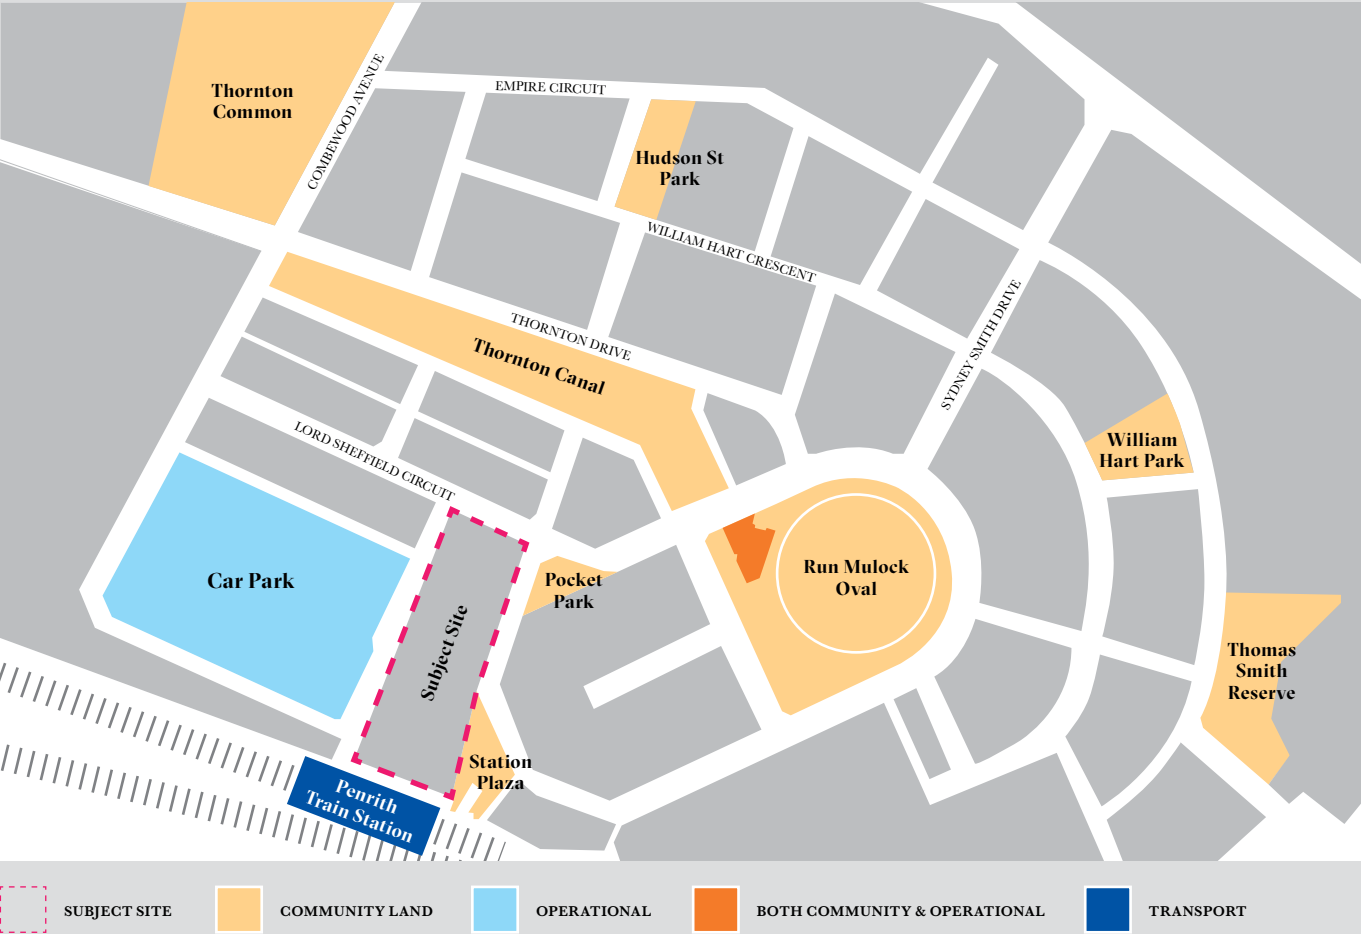 Thornton
Common
COMBEWOOD AVENUE
EMPIRE CIRCUIT
Hudson St
Park
WILLIAM HART CRESCENT
THORNTON DRIVE
Thornton Canal
SYDNEY SMITH DRIVE
LORD SHEFFIELD CIRCUIT
William
Hart Park
Car Park
Subject Site
Pocket
Park
Run Mulock
Oval
Thomas
Smith
Reserve
Station
Plaza
Penrith
Train Station
SUBJECT SITE
COMMUNITY LAND
OPERATIONAL
BOTH COMMUNITY & OPERATIONAL
TRANSPORT